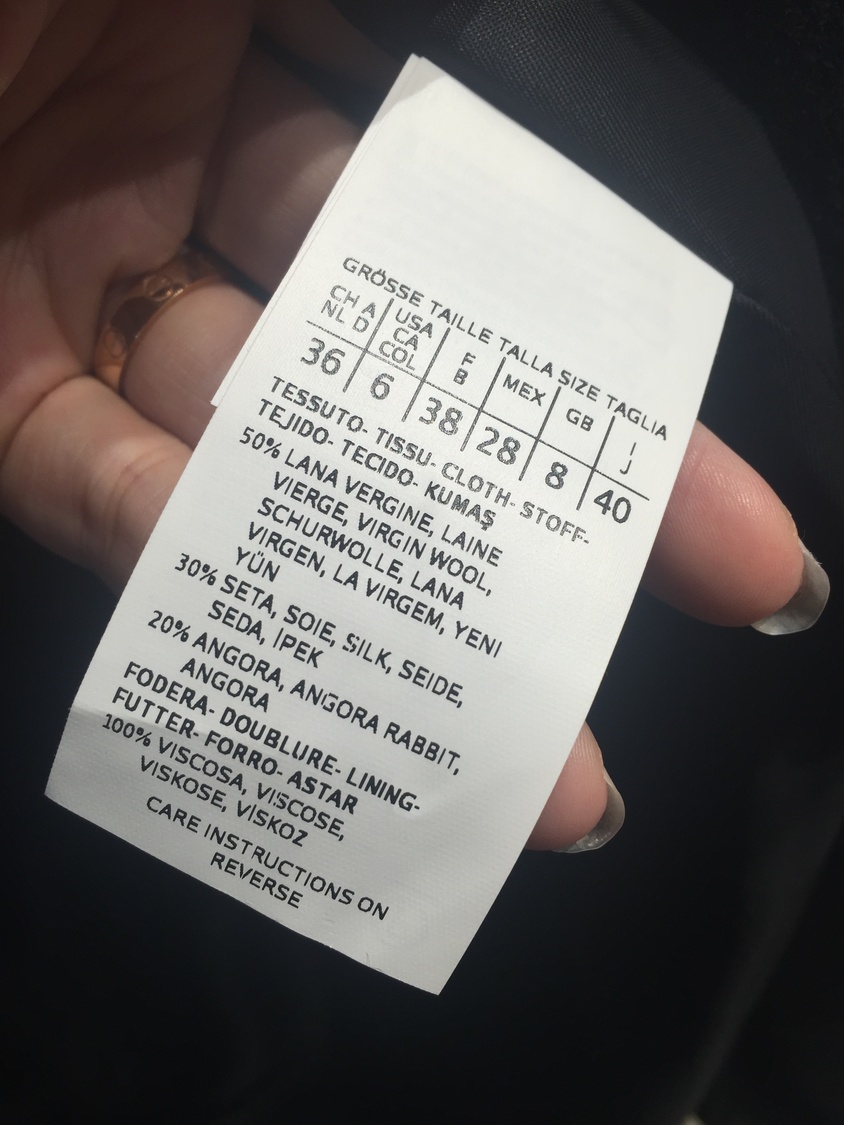 GRÖSSE TAILLE TALLA SIZE TAGLIA
CH A USA F MEX GB I
NL D CA B J
COL
36 6 38 28 8 40
TESSUTO- TISSU- CLOTH- STOFF-
TEJIDO- TECIDO- KUMAŞ
50% LANA VERGINE, LAINE
VIERGE, VIRGIN WOOL,
SCHURWOLLE, LANA
VIRGEN, LA VIRGEM, YENI
YÜN
30% SETA, SOIE, SILK, SEIDE,
SEDA, IPEK
20% ANGORA, ANGORA RABBIT,
ANGORA
FODERA- DOUBLURE- LINING-
FUTTER- FORRO- ASTAR
100% VISCOSA, VISCOSE,
VISKOSE, VISKOZ
CARE INSTRUCTIONS ON
REVERSE